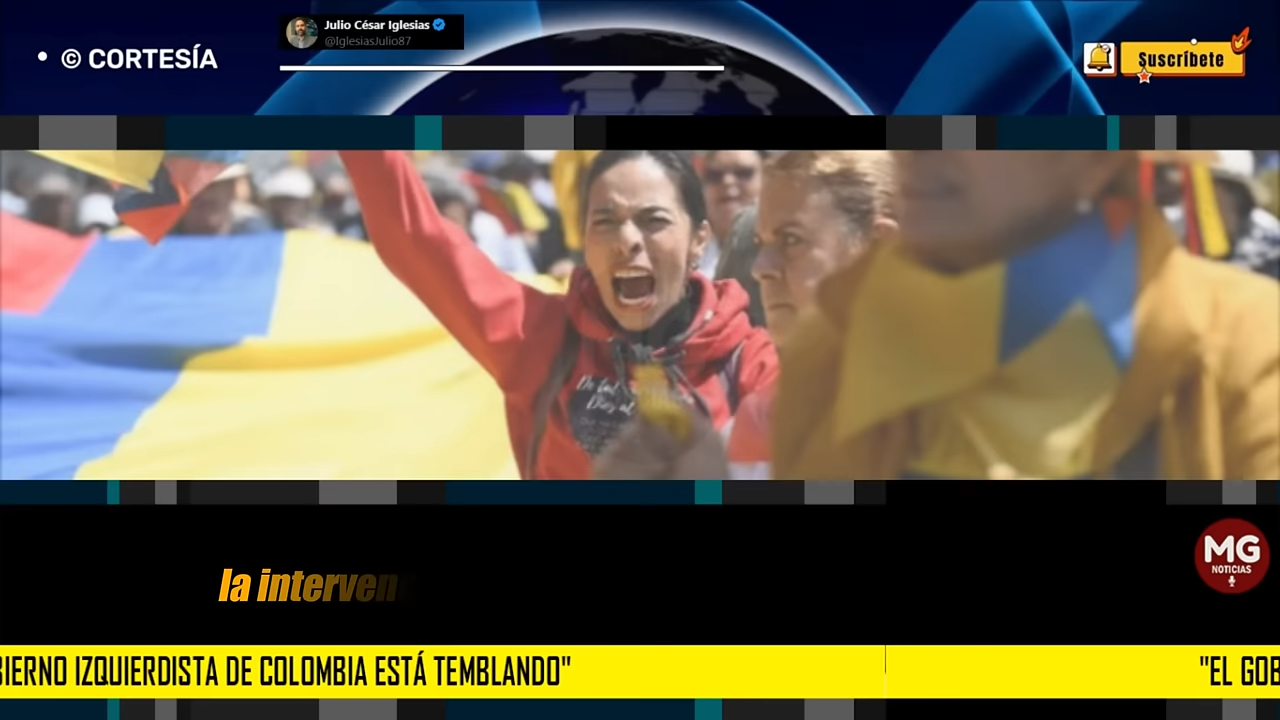 Julio César Iglesias
@IglesiasJulio87
• © CORTESÍA
Suscríbete
la interven
MG
NOTICIAS
BIERNO IZQUIERDISTA DE COLOMBIA ESTÁ TEMBLANDO"
"EL GOB